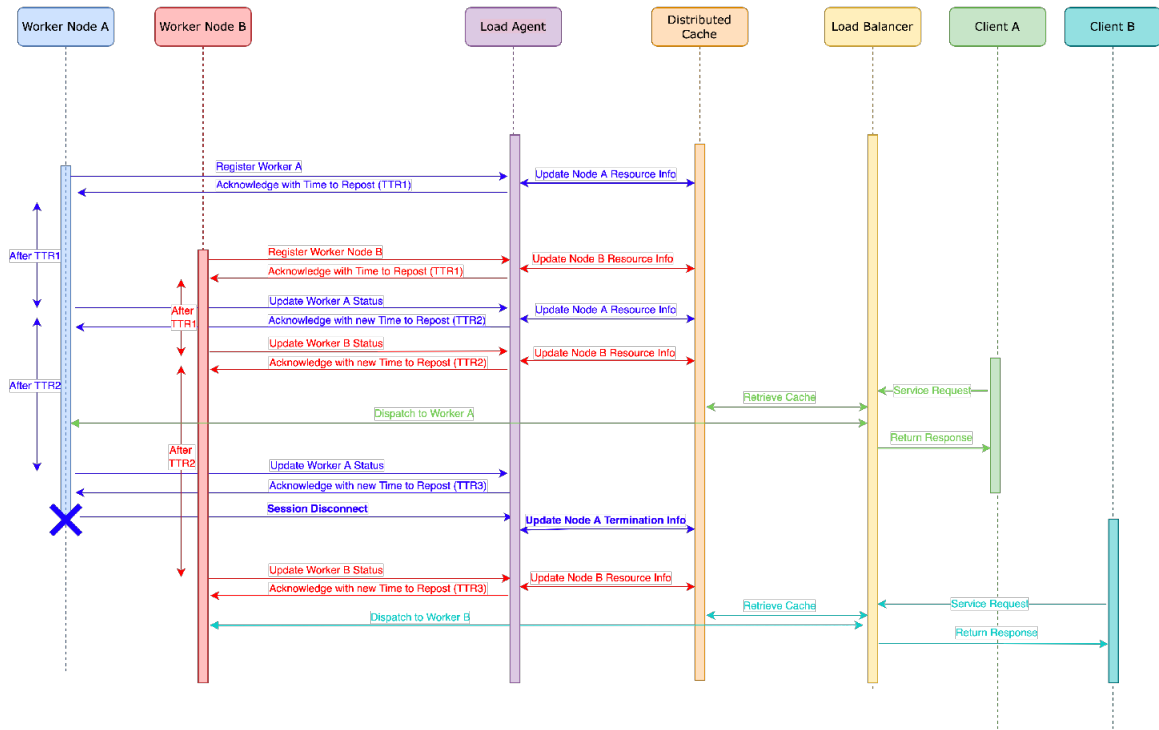 Worker Node A
Worker Node B
Load Agent
Distributed
Cache
Load Balancer
Client A
Client B
Register Worker A
Update Node A Resource Info
Acknowledge with Time to Repost (TTR1)
After TTR1
Register Worker Node B
Update Node B Resource Info
Acknowledge with Time to Repost (TTR1)
Update Worker A Status
After
TTR1
Update Node A Resource Info
Acknowledge with new Time to Repost (TTR2)
Update Worker B Status
Update Node B Resource Info
Acknowledge with new Time to Repost (TTR2)
After TTR2
Service Request
Retrieve Cache
Dispatch to Worker A
Return Response
After
TTR2
Update Worker A Status
Acknowledge with new Time to Repost (TTR3)
Session Disconnect
Update Node A Termination Info
Update Worker B Status
Update Node B Resource Info
Acknowledge with new Time to Repost (TTR3)
Service Request
Retrieve Cache
Dispatch to Worker B
Return Response